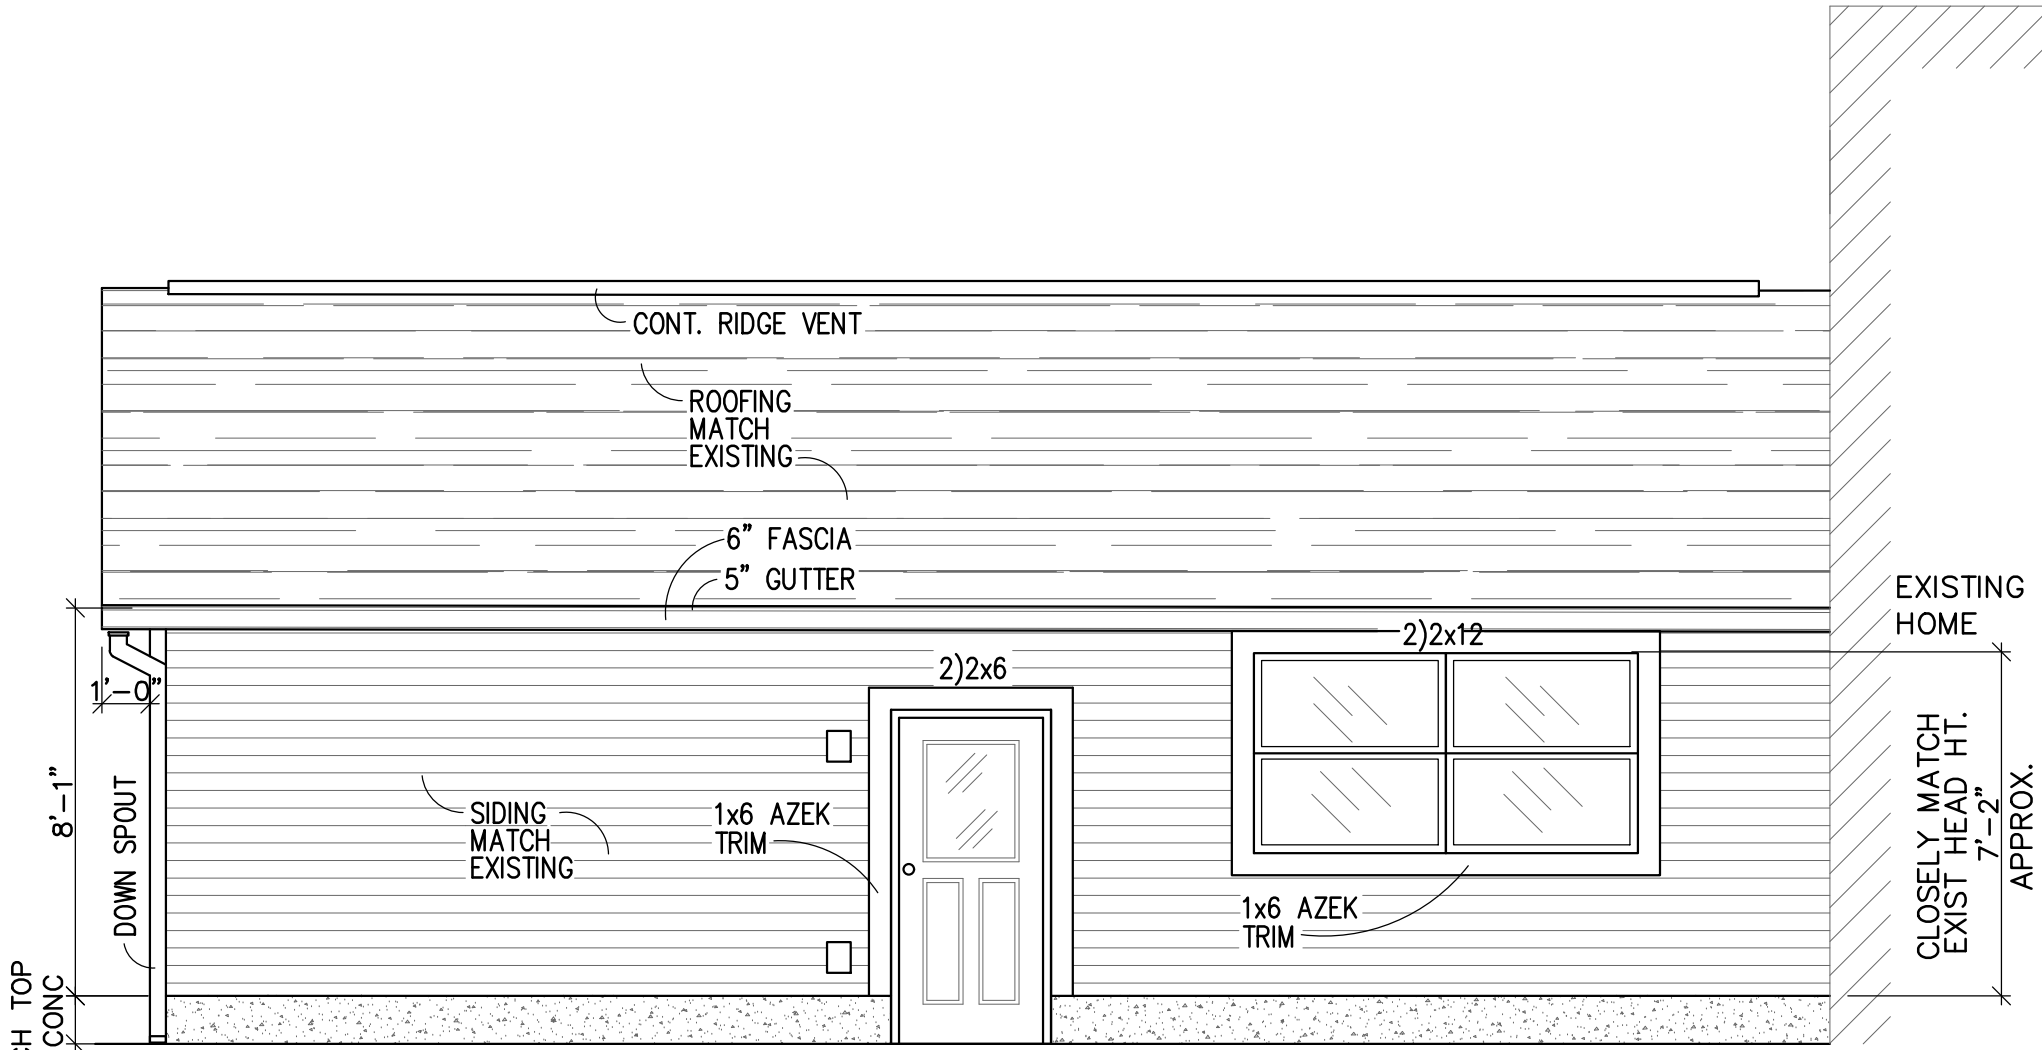 CONT. RIDGE VENT
ROOFING
MATCH
EXISTING
6" FASCIA
5" GUTTER
EXISTING
HOME
2)2x12
2)2x6
1'-0"
8'-1"
DOWN SPOUT
SIDING
MATCH
EXISTING
1x6 AZEK
TRIM
1x6 AZEK
TRIM
CLOSELY MATCH
EXIST HEAD HT.
7'-2"
APPROX.
TOP
CONC